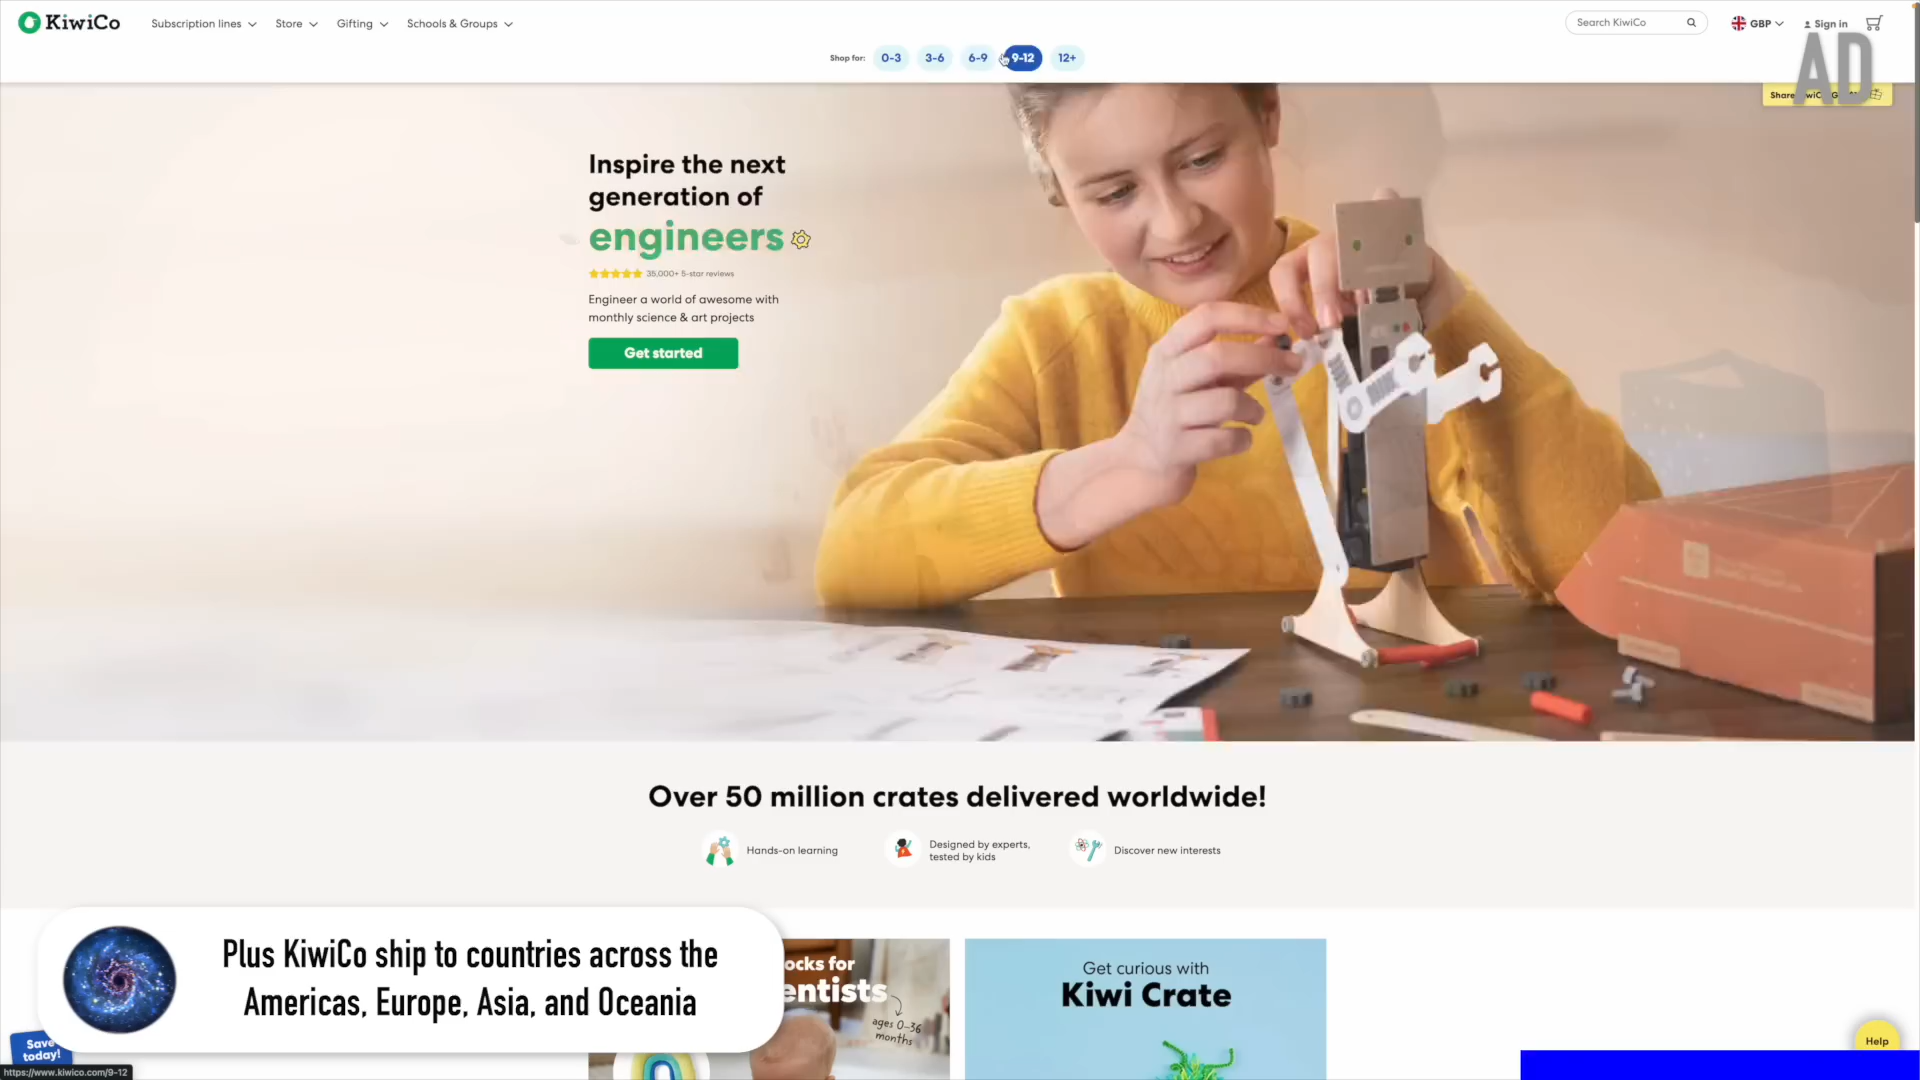 KiwiCo
Subscription lines
Store
Gifting
Schools & Groups
Search KiwiCo
GBP
Sign in
Shop for:
0-3
3-6
6-9
9-12
12+
AD
Share
Inspire the next
generation of
engineers
35,000+ 5-star reviews
Engineer a world of awesome with
monthly science & art projects
Get started
Over 50 million crates delivered worldwide!
Hands-on learning
Designed by experts,
tested by kids
Discover new interests
Plus KiwiCo ship to countries across the
Americas, Europe, Asia, and Oceania
ocks for
entists
ages 0-36
months
Get curious with
Kiwi Crate
Save
today!
Help
https://www.kiwico.com/9-12